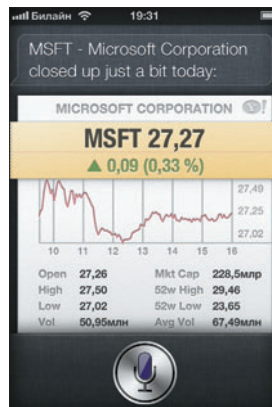 Билайн 19:31
MSFT - Microsoft Corporation
closed up just a bit today:
MICROSOFT CORPORATION Y!
MSFT 27,27
▲ 0,09 (0,33 %)
27,49
27,25
27,02
10 11 12 13 14 15 16
Open 27,26 Mkt Cap 228,5млр
High 27,50 52w High 29,46
Low 27,02 52w Low 23,65
Vol 50,95млн Avg Vol 67,49млн